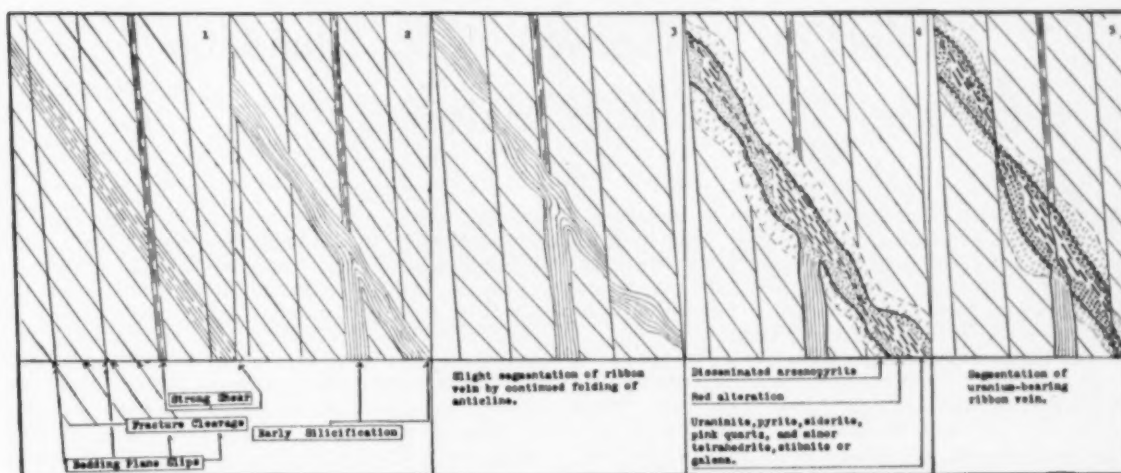 1
2
3
4
5
Strong Shear
Fracture Cleavage
Early Silicification
Bedding Plane Slips
Slight segmentation of ribbon
vein by continued folding of
anticline.
Disseminated arsenopyrite
Red alteration
Uraninite,pyrite,siderite,
pink quartz, and minor
tetrahedrite,stibnite or
galena.
Segmentation of
uranium-bearing
ribbon vein.